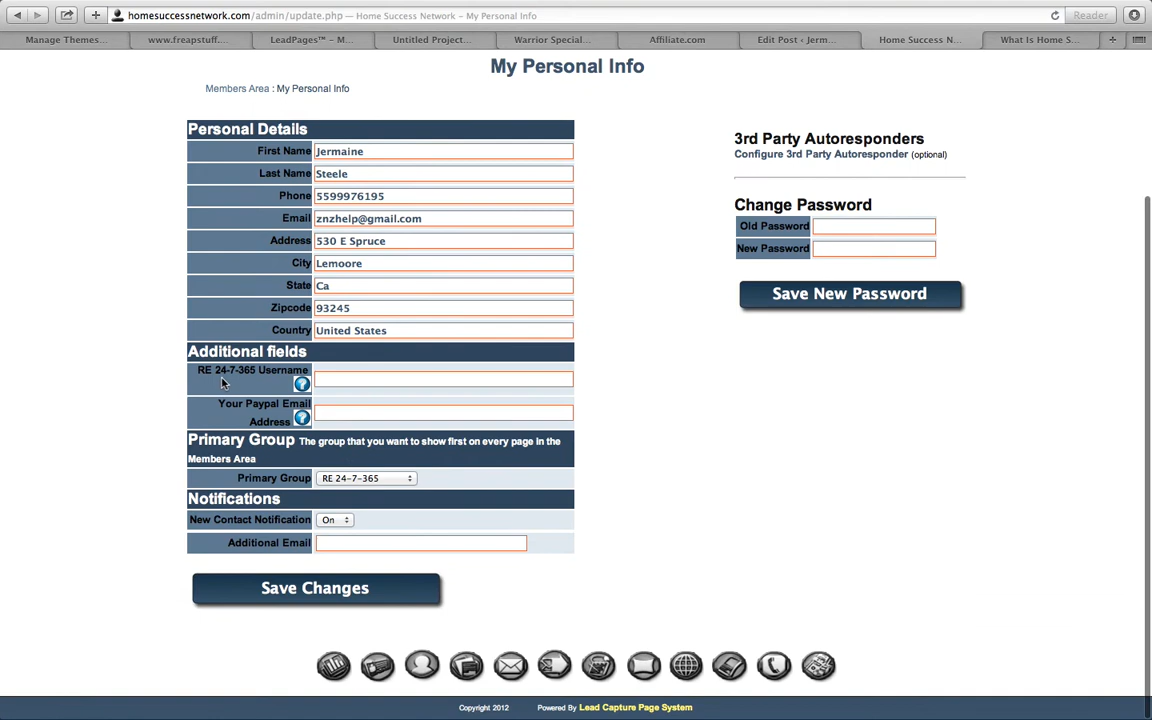 homesuccessnetwork.com/admin/update.php — Home Success Network – My Personal Info
Reader
Manage Themes...
www.freapstuff....
LeadPages™ – M...
Untitled Project...
Warrior Special...
Affiliate.com
Edit Post ‹ Jerm...
Home Success N...
What Is Home S...
My Personal Info
Members Area : My Personal Info
Personal Details
First Name Jermaine
Last Name Steele
Phone 5599976195
Email znzhelp@gmail.com
Address 530 E Spruce
City Lemoore
State Ca
Zipcode 93245
Country United States
Additional fields
RE 24-7-365 Username
?
Your Paypal Email
Address ?
Primary Group The group that you want to show first on every page in the
Members Area
Primary Group RE 24-7-365
Notifications
New Contact Notification On
Additional Email
Save Changes
3rd Party Autoresponders
Configure 3rd Party Autoresponder (optional)
Change Password
Old Password
New Password
Save New Password
Copyright 2012 Powered By Lead Capture Page System